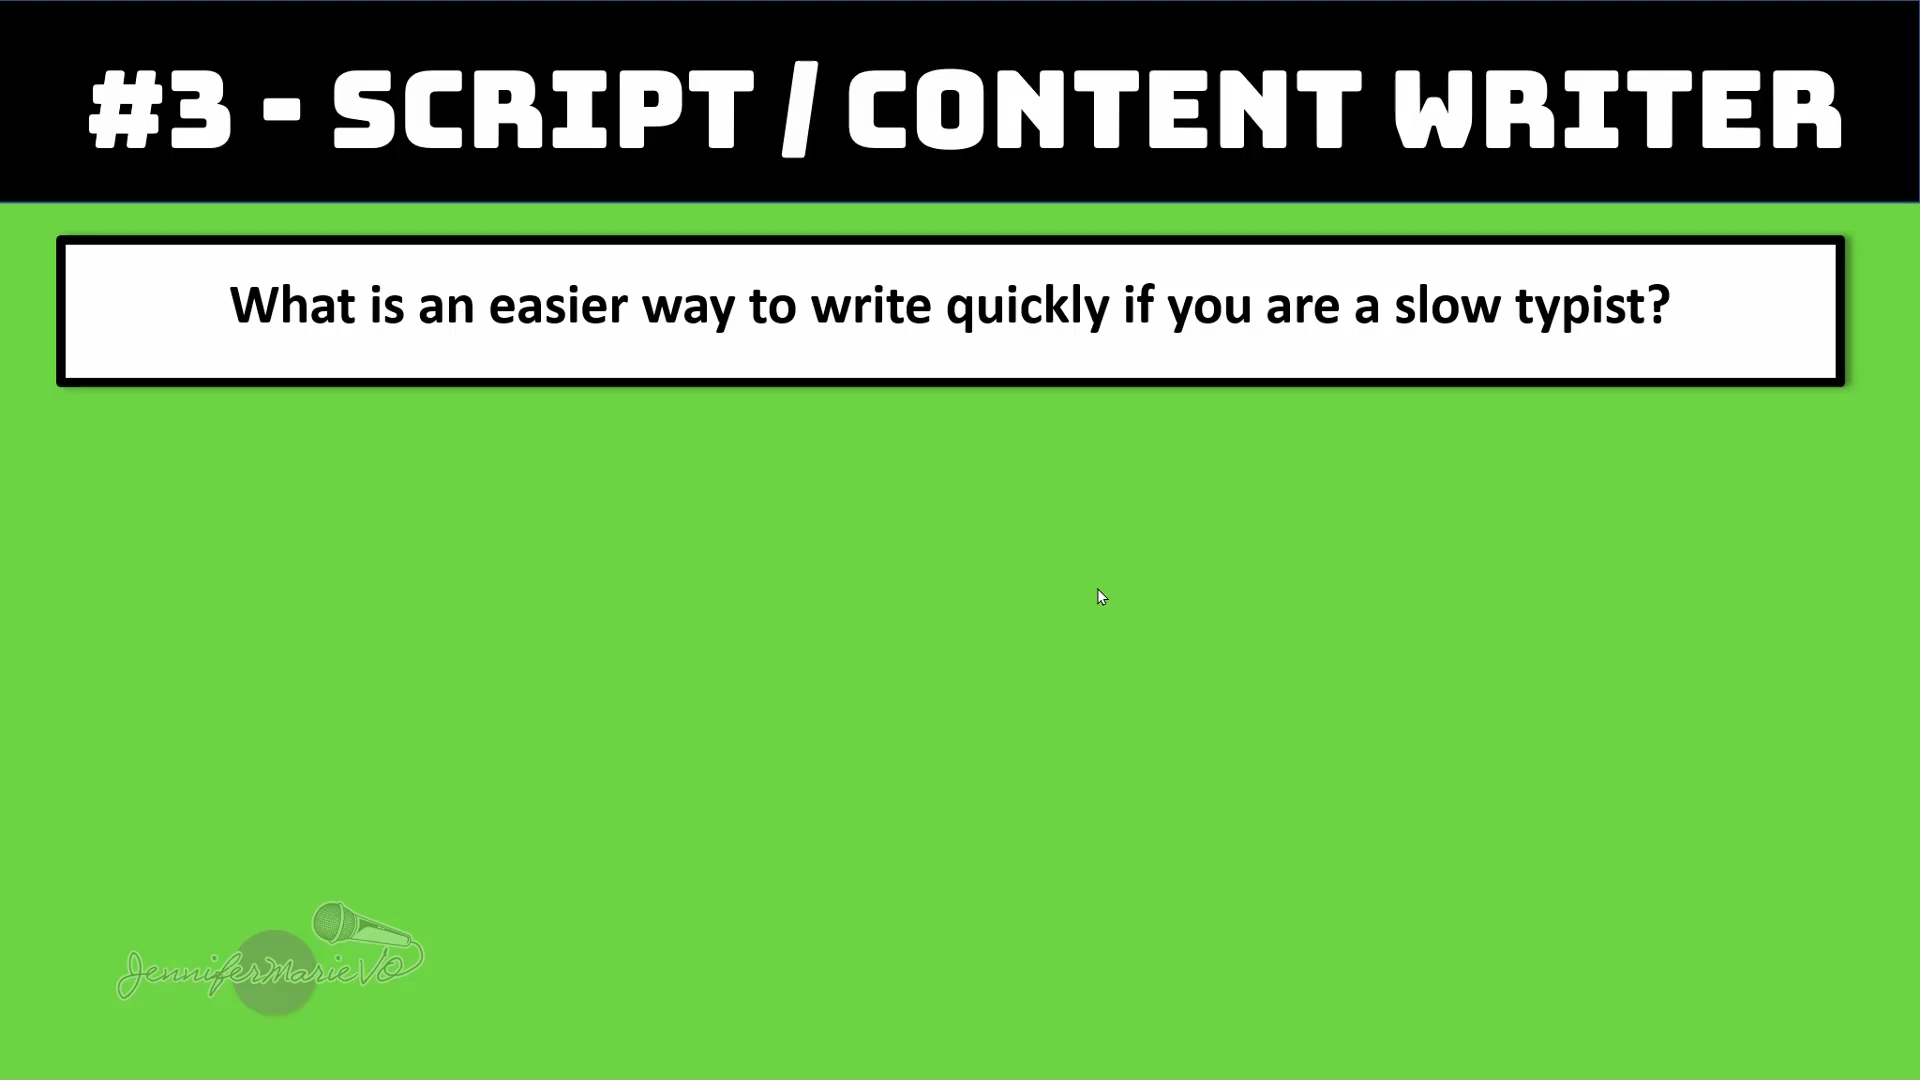 #3 - SCRIPT / CONTENT WRITER
What is an easier way to write quickly if you are a slow typist?
JenniferMarieVO